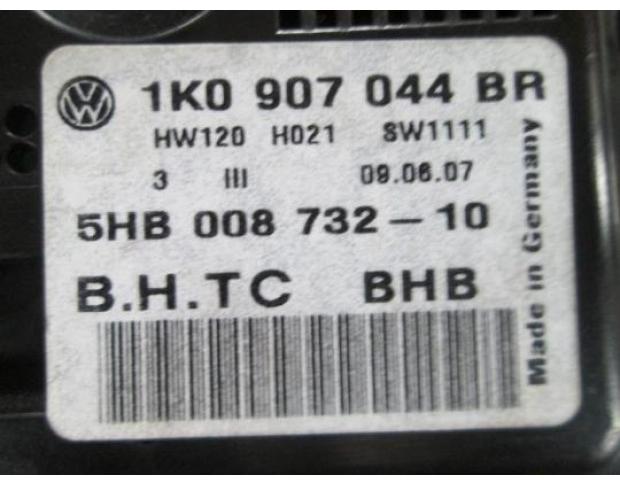 1K0 907 044 BR
HW120 H021 SW1111
3 III 09.06.07
5HB 008 732-10
B.H.TC BHB
Made in Germany